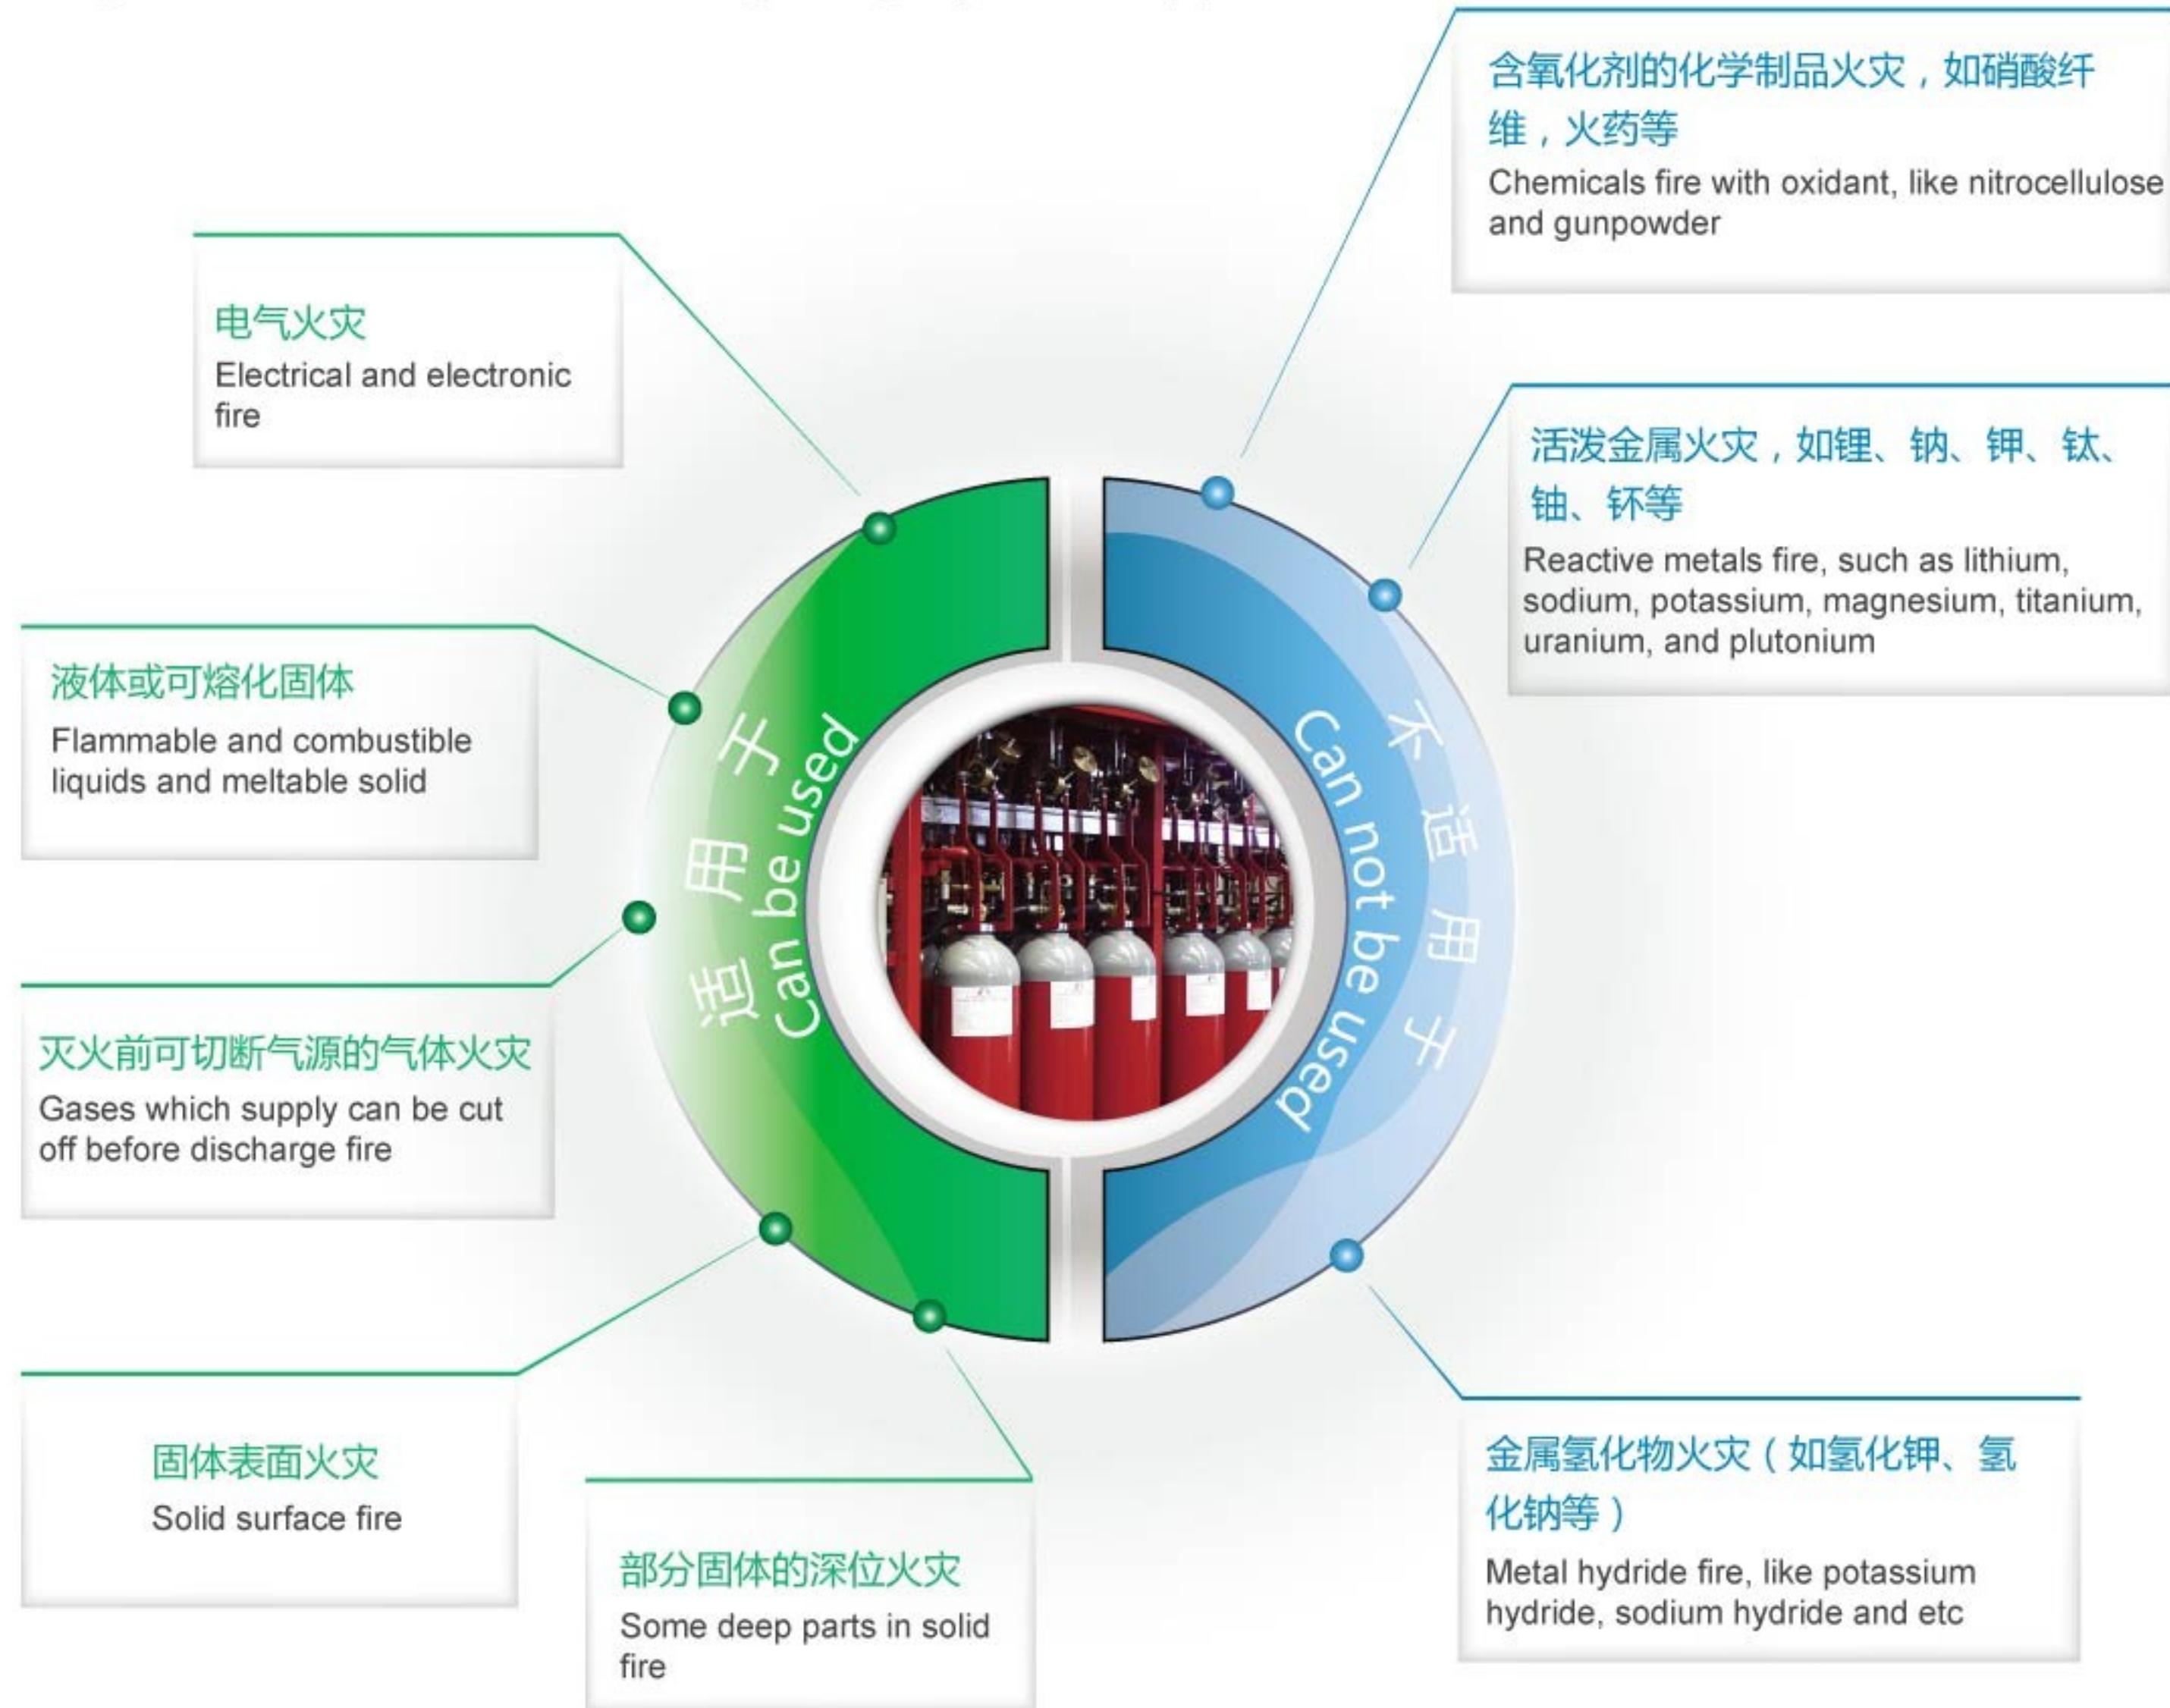 电气火灾
Electrical and electronic
fire
液体或可熔化固体
Flammable and combustible
liquids and meltable solid
灭火前可切断气源的气体火灾
Gases which supply can be cut
off before discharge fire
固体表面火灾
Solid surface fire
部分固体的深位火灾
Some deep parts in solid
fire
适用于
Can be used
不适用于
Can not be used
含氧化剂的化学制品火灾，如硝酸纤
维，火药等
Chemicals fire with oxidant, like nitrocellulose
and gunpowder
活泼金属火灾，如锂、钠、钾、钛、
铀、钚等
Reactive metals fire, such as lithium,
sodium, potassium, magnesium, titanium,
uranium, and plutonium
金属氢化物火灾（如氢化钾、氢
化钠等）
Metal hydride fire, like potassium
hydride, sodium hydride and etc